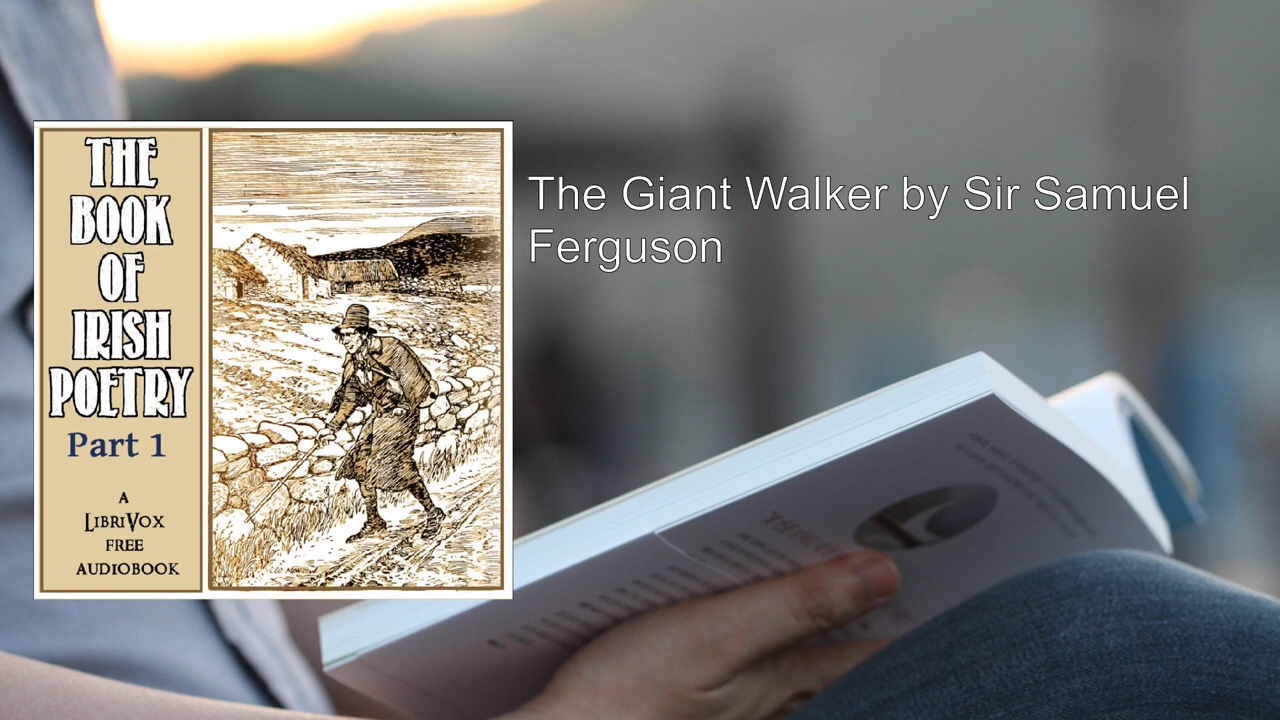 THE
BOOK
OF
IRISH
POETRY
Part 1
A
LIBRIVOX
FREE
AUDIOBOOK
The Giant Walker by Sir Samuel
Ferguson